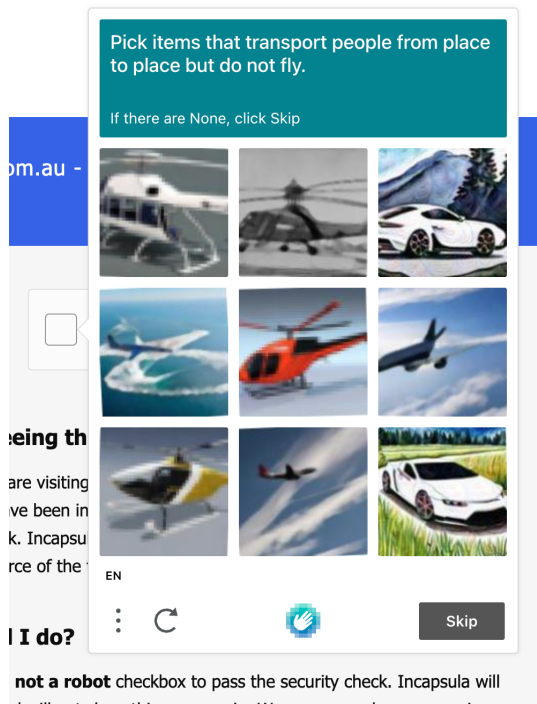 Pick items that transport people from place
to place but do not fly.
If there are None, click Skip
om.au -
eeing th
are visiting
ave been in
k. Incapsu
rce of the
EN
Skip
I do?
not a robot checkbox to pass the security check. Incapsula will